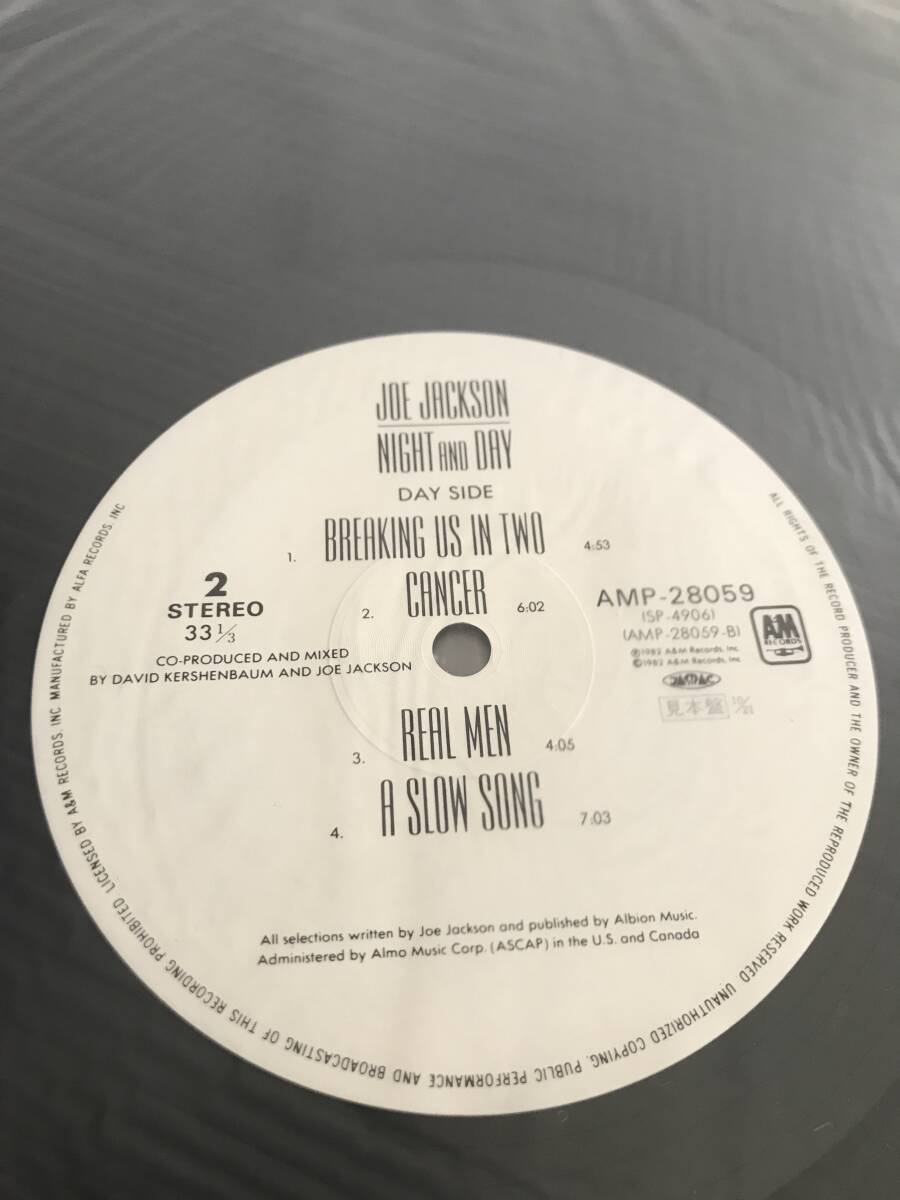 JOE JACKSON
NIGHT AND DAY
DAY SIDE
1. BREAKING US IN TWO 4:53
2. CANCER 6:02
2
STEREO
33 1/3
CO-PRODUCED AND MIXED
BY DAVID KERSHENBAUM AND JOE JACKSON
AMP-28059
(SP-4906)
(AMP-28059-B)
℗1982 A&M Records, Inc.
©1982 A&M Records, Inc.
A&M
RECORDS
JASRAC
見本盤
3. REAL MEN 4:05
4. A SLOW SONG 7:03
All selections written by Joe Jackson and published by Albion Music.
Administered by Almo Music Corp. (ASCAP) in the U.S. and Canada
ALL RIGHTS OF THE RECORD PRODUCER AND THE OWNER OF THE REPRODUCED WORK RESERVED. UNAUTHORIZED COPYING, PUBLIC PERFORMANCE AND BROADCASTING OF THIS RECORDING PROHIBITED. LICENSED BY A&M RECORDS. INC MANUFACTURED BY ALFA RECORDS. INC